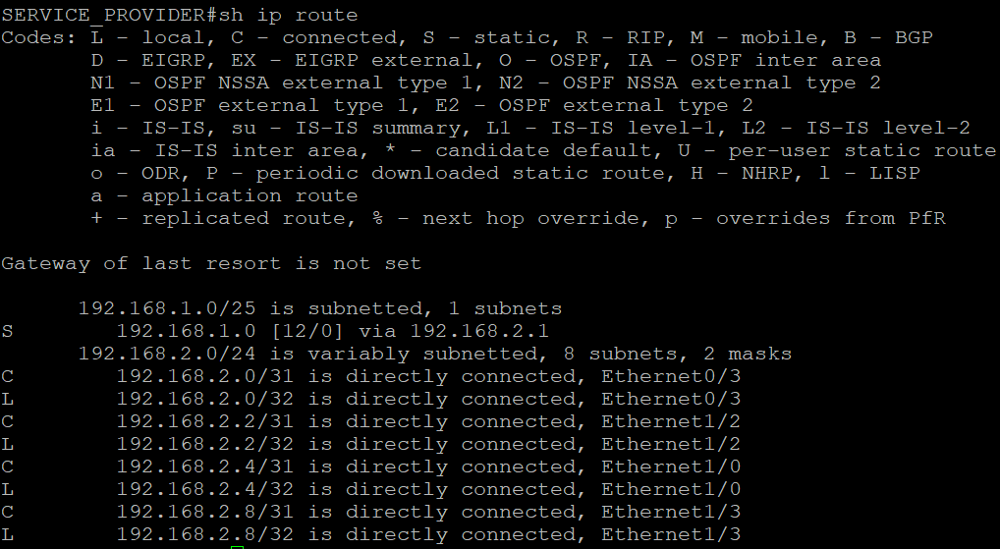 SERVICE_PROVIDER#sh ip route
Codes: L - local, C - connected, S - static, R - RIP, M - mobile, B - BGP
       D - EIGRP, EX - EIGRP external, O - OSPF, IA - OSPF inter area
       N1 - OSPF NSSA external type 1, N2 - OSPF NSSA external type 2
       E1 - OSPF external type 1, E2 - OSPF external type 2
       i - IS-IS, su - IS-IS summary, L1 - IS-IS level-1, L2 - IS-IS level-2
       ia - IS-IS inter area, * - candidate default, U - per-user static route
       o - ODR, P - periodic downloaded static route, H - NHRP, l - LISP
       a - application route
       + - replicated route, % - next hop override, p - overrides from PfR

Gateway of last resort is not set

      192.168.1.0/25 is subnetted, 1 subnets
S        192.168.1.0 [12/0] via 192.168.2.1
      192.168.2.0/24 is variably subnetted, 8 subnets, 2 masks
C        192.168.2.0/31 is directly connected, Ethernet0/3
L        192.168.2.0/32 is directly connected, Ethernet0/3
C        192.168.2.2/31 is directly connected, Ethernet1/2
L        192.168.2.2/32 is directly connected, Ethernet1/2
C        192.168.2.4/31 is directly connected, Ethernet1/0
L        192.168.2.4/32 is directly connected, Ethernet1/0
C        192.168.2.8/31 is directly connected, Ethernet1/3
L        192.168.2.8/32 is directly connected, Ethernet1/3